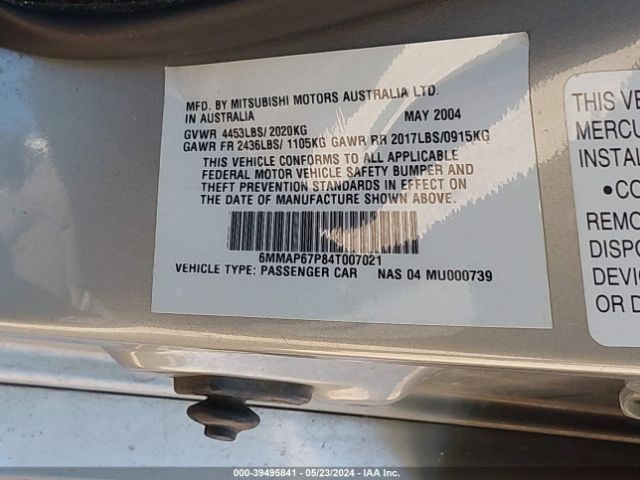 MFD. BY MITSUBISHI MOTORS AUSTRALIA LTD.
IN AUSTRALIA MAY 2004
GVWR 4453LBS/ 2020KG
GAWR FR 2436LBS/ 1105KG GAWR RR 2017LBS/0915KG
THIS VEHICLE CONFORMS TO ALL APPLICABLE
FEDERAL MOTOR VEHICLE SAFETY BUMPER AND
THEFT PREVENTION STANDARDS IN EFFECT ON
THE DATE OF MANUFACTURE SHOWN ABOVE.
6MMAP67P84T007021
VEHICLE TYPE: PASSENGER CAR NAS 04 MU000739
THIS VE
MERCU
INSTAL
•CO
REMO
DISPO
DEVIC
OR D
000-39495841 - 05/23/2024 - IAA Inc.